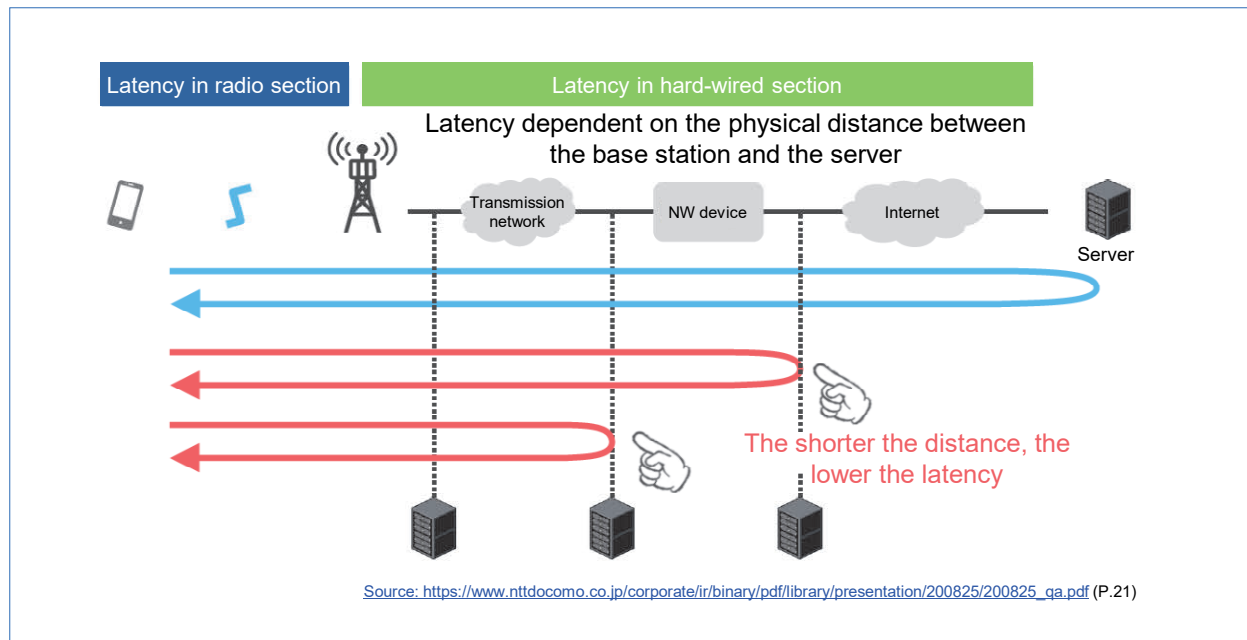 Latency in radio section
Latency in hard-wired section
Latency dependent on the physical distance between
the base station and the server
Transmission
network
NW device
Internet
Server
The shorter the distance, the
lower the latency
Source: https://www.nttdocomo.co.jp/corporate/ir/binary/pdf/library/presentation/200825/200825_qa.pdf (P.21)